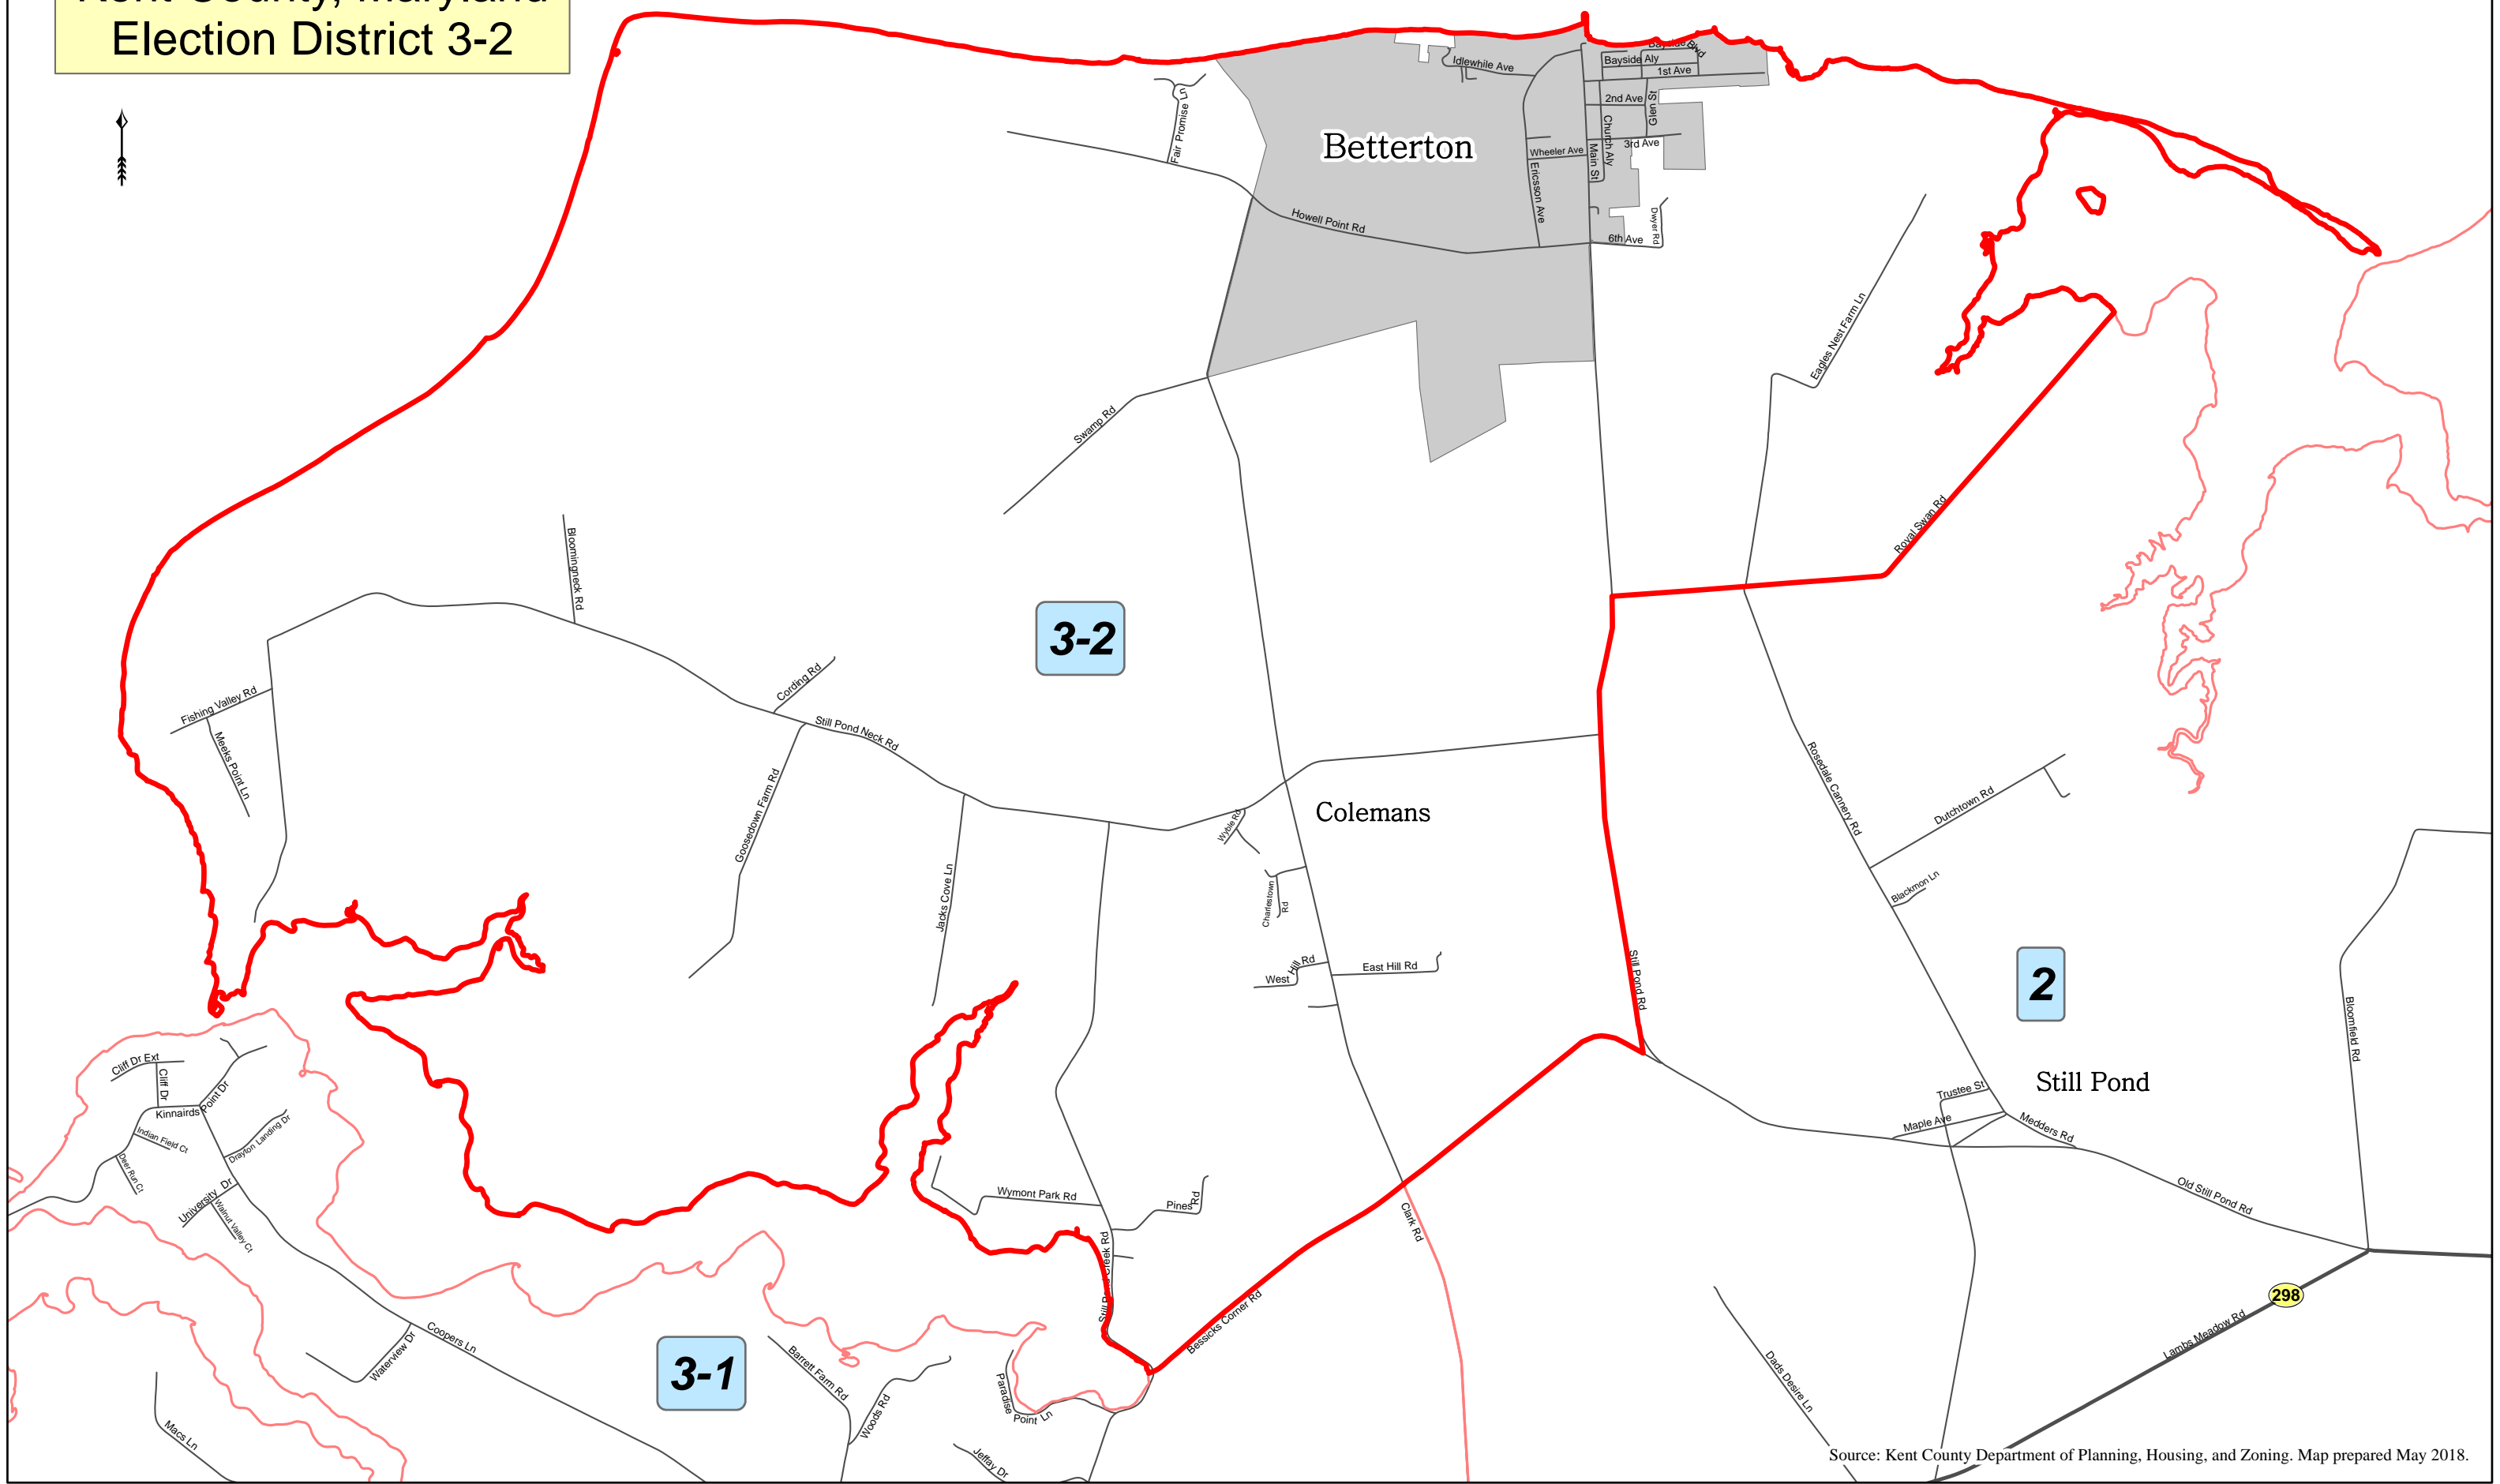 Kent County, Maryland
Election District 3-2
Bayside Blvd
Idlewhile Ave
Bayside Aly
1st Ave
2nd Ave
Glen St
Fair Promise Ln
Betterton
Church Aly
3rd Ave
Wheeler Ave
Main St
Ericsson Ave
Howell Point Rd
Dwyer Rd
6th Ave
Eagles Nest Farm Ln
Swamp Rd
Royal Swan Rd
Bloomingneck Rd
3-2
Cording Rd
Fishing Valley Rd
Still Pond Neck Rd
Meeks Point Ln
Goosedown Farm Rd
Rosedale Cannery Rd
Dutchtown Rd
Colemans
Wyble Rd
Jacks Cove Ln
Charlestown
Rd
Blackmon Ln
West Hill Rd
East Hill Rd
Still Pond Rd
2
Bloomfield Rd
Cliff Dr Ext
Cliff Dr
Kinnairds Point Dr
Still Pond
Trustee St
Maple Ave
Medders Rd
Indian Field Ct
Drayton Landing Dr
Deer Run Ct
University Dr
Walnut Valley Ct
Wymont Park Rd
Pines Rd
Old Still Pond Rd
Clark Rd
Still Creek Rd
298
Bessicks Corner Rd
Lambs Meadow Rd
Coopers Ln
Waterview Dr
3-1
Barrett Farm Rd
Woods Rd
Paradise
Point Ln
Dads Desire Ln
Macs Ln
Jeffay Dr
Source: Kent County Department of Planning, Housing, and Zoning. Map prepared May 2018.